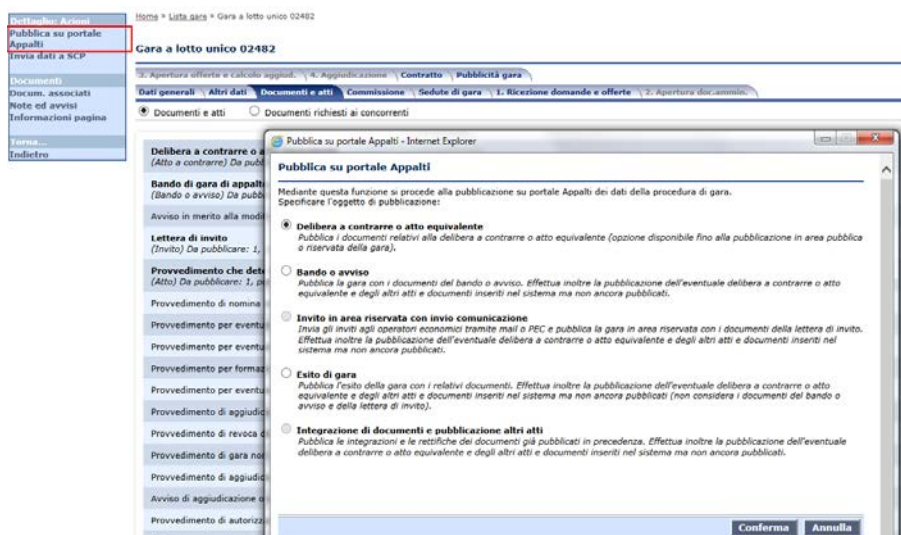 Home » Lista gare » Gara a lotto unico 02482
Dettaglio: Azioni
Pubblica su portale
Appalti
Invia dati a SCP
Documenti
Docum. associati
Note ed avvisi
Informazioni pagina
Torna...
Indietro
Gara a lotto unico 02482
3. Apertura offerte e calcolo aggiud. 4. Aggiudicazione Contratto Pubblicità gara
Dati generali Altri dati Documenti e atti Commissione Sedute di gara 1. Ricezione domande e offerte 2. Apertura doc.ammin.
Documenti e atti Documenti richiesti ai concorrenti
Delibera a contrarre o a
(Atto a contrarre) Da pubb
Bando di gara di appalt
(Bando o avviso) Da pubb
Avviso in merito alla modi
Lettera di invito
(Invito) Da pubblicare: 1,
Provvedimento che dete
(Atto) Da pubblicare: 1, p
Provvedimento di nomina
Provvedimento per eventu
Provvedimento per eventu
Provvedimento per formaz
Provvedimento per eventu
Provvedimento di aggiudic
Provvedimento di revoca d
Provvedimento di gara no
Provvedimento di aggiudic
Avviso di aggiudicazione o
Provvedimento di autorizz
Pubblica su portale Appalti - Internet Explorer
Pubblica su portale Appalti
Mediante questa funzione si procede alla pubblicazione su portale Appalti dei dati della procedura di gara.
Specificare l'oggetto di pubblicazione:
Delibera a contrarre o atto equivalente
Pubblica i documenti relativi alla delibera a contrarre o atto equivalente (opzione disponibile fino alla pubblicazione in area pubblica
o riservata della gara).
Bando o avviso
Pubblica la gara con i documenti del bando o avviso. Effettua inoltre la pubblicazione dell'eventuale delibera a contrarre o atto
equivalente e degli altri atti e documenti inseriti nel sistema ma non ancora pubblicati.
Invito in area riservata con invio comunicazione
Invia gli inviti agli operatori economici tramite mail o PEC e pubblica la gara in area riservata con i documenti della lettera di invito.
Effettua inoltre la pubblicazione dell'eventuale delibera a contrarre o atto equivalente e degli altri atti e documenti inseriti nel
sistema ma non ancora pubblicati.
Esito di gara
Pubblica l'esito della gara con i relativi documenti. Effettua inoltre la pubblicazione dell'eventuale delibera a contrarre o atto
equivalente e degli altri atti e documenti inseriti nel sistema ma non ancora pubblicati (non considera i documenti del bando o
avviso e della lettera di invito).
Integrazione di documenti e pubblicazione altri atti
Pubblica le integrazioni e le rettifiche dei documenti già pubblicati in precedenza. Effettua inoltre la pubblicazione dell'eventuale
delibera a contrarre o atto equivalente e degli altri atti e documenti inseriti nel sistema ma non ancora pubblicati.
Conferma Annulla